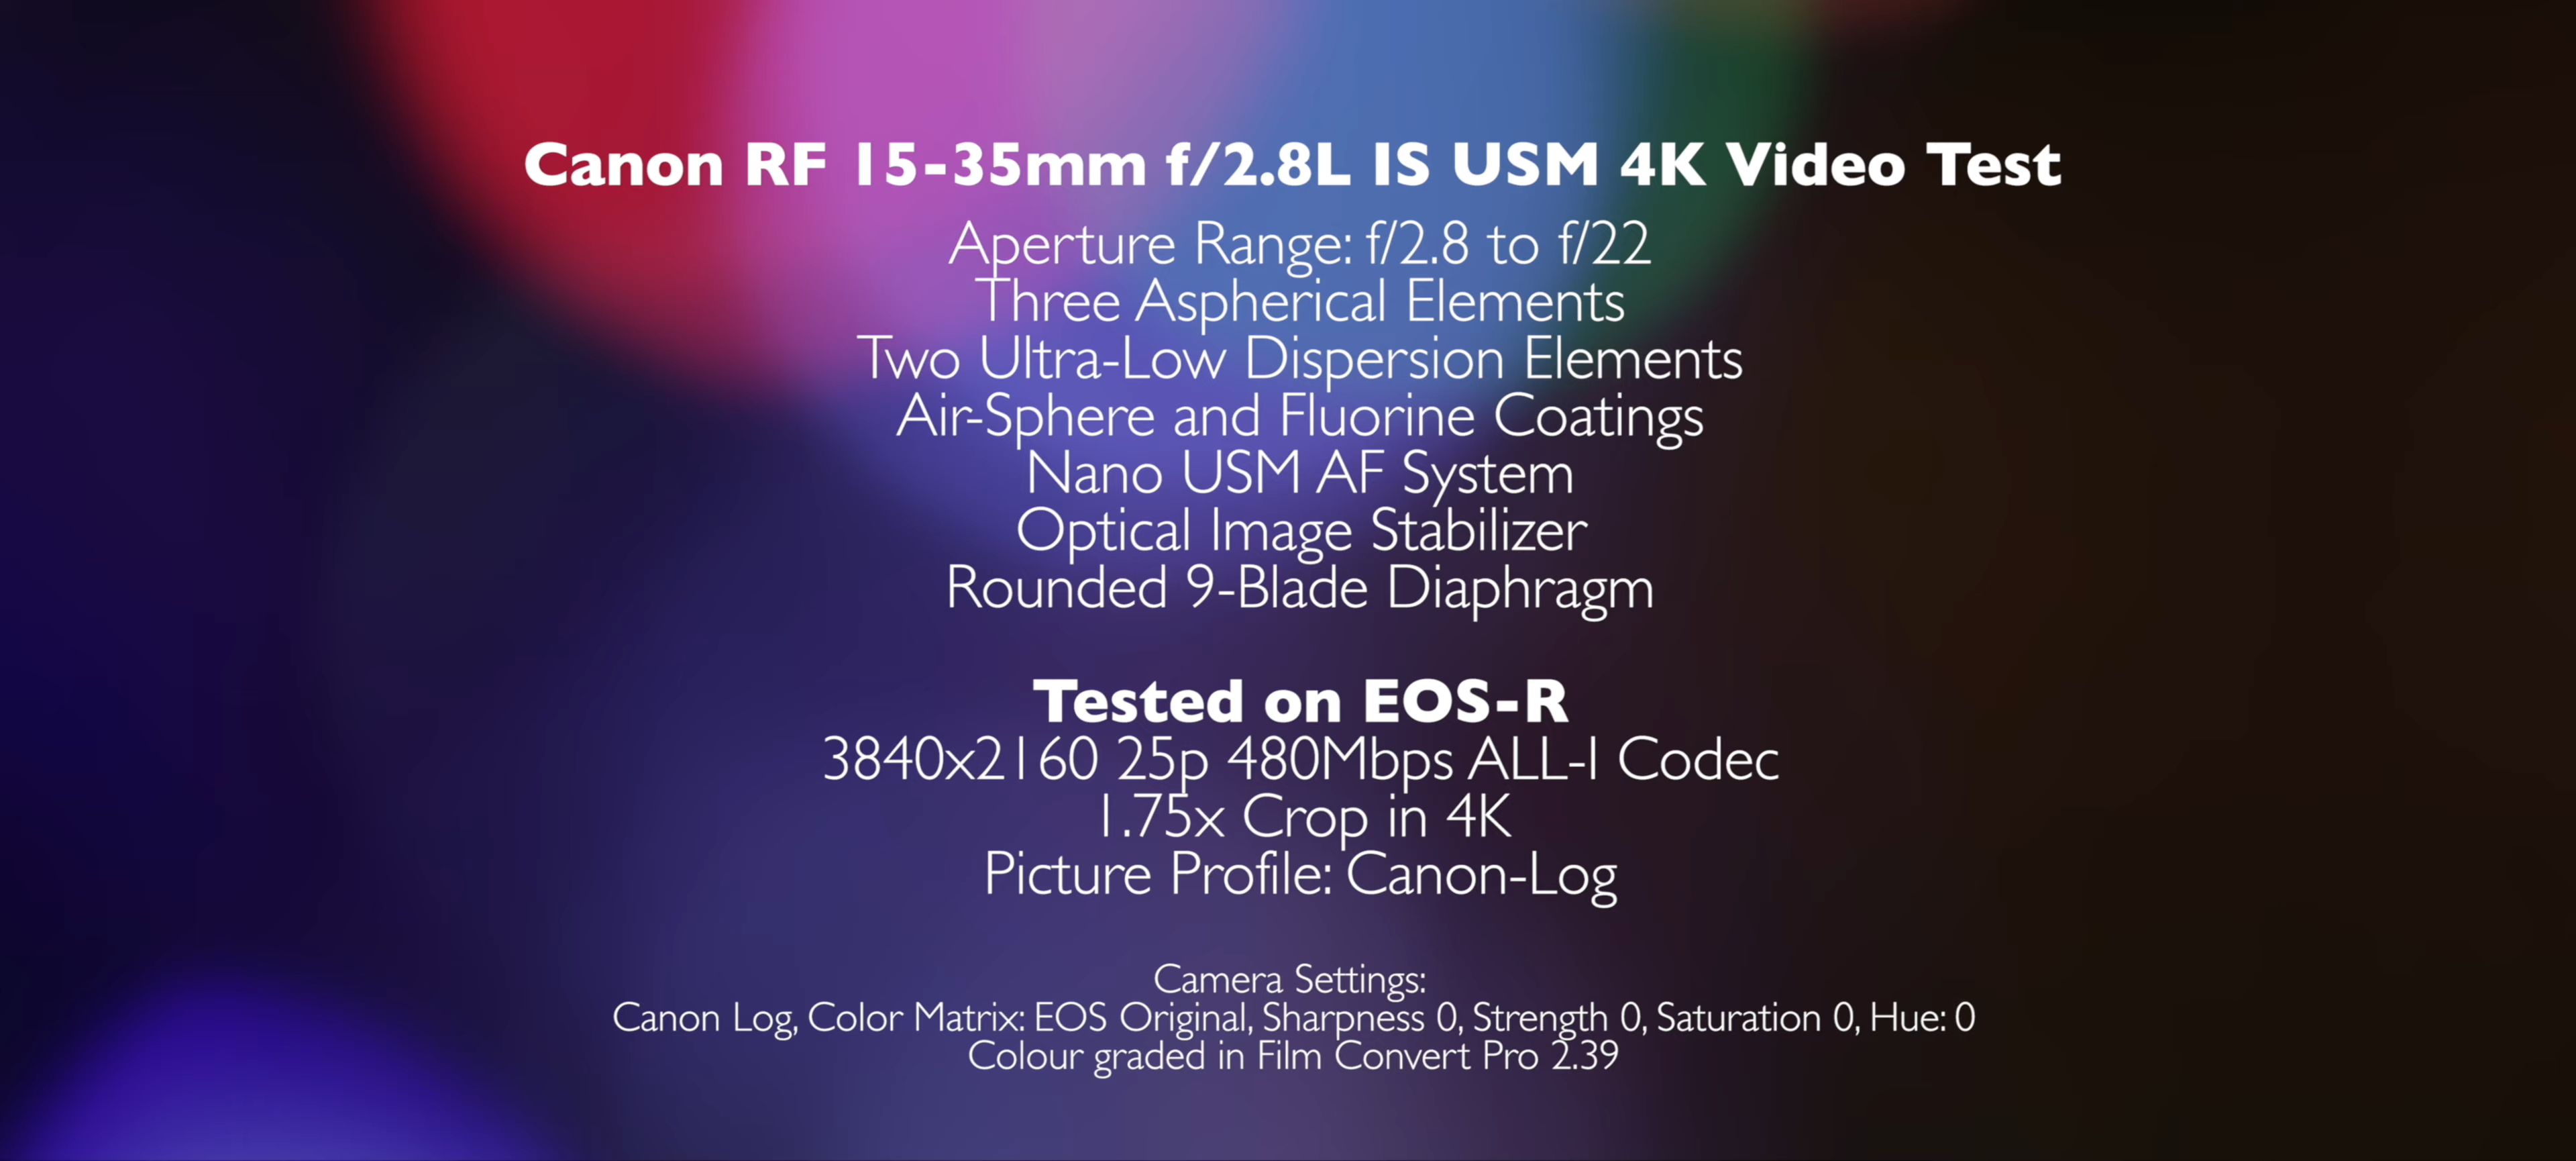 Canon RF 15-35mm f/2.8L IS USM 4K Video Test
Aperture Range: f/2.8 to f/22
Three Aspherical Elements
Two Ultra-Low Dispersion Elements
Air-Sphere and Fluorine Coatings
Nano USM AF System
Optical Image Stabilizer
Rounded 9-Blade Diaphragm
Tested on EOS-R
3840x2160 25p 480Mbps ALL-I Codec
1.75x Crop in 4K
Picture Profile: Canon-Log
Camera Settings:
Canon Log, Color Matrix: EOS Original, Sharpness 0, Strength 0, Saturation 0, Hue: 0
Colour graded in Film Convert Pro 2.39